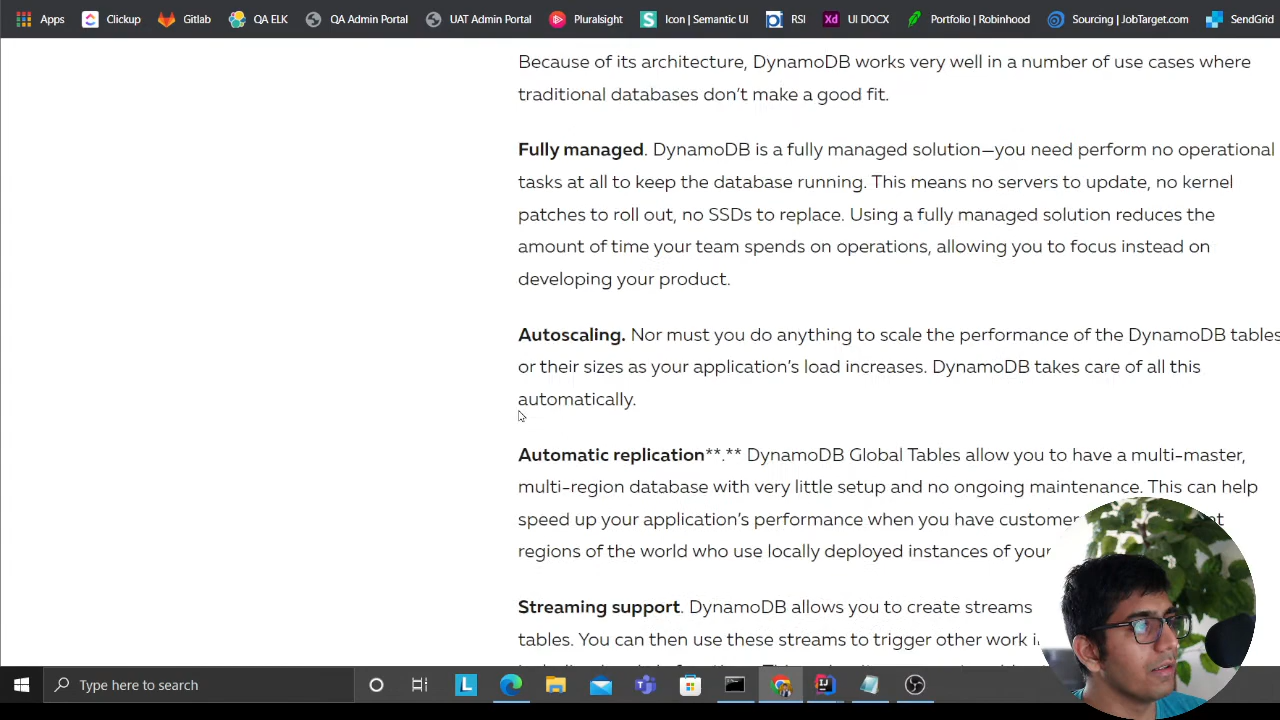 Apps Clickup Gitlab QA ELK QA Admin Portal UAT Admin Portal Pluralsight Icon | Semantic UI RSI Xd UI DOCX Portfolio | Robinhood Sourcing | JobTarget.com SendGrid
Because of its architecture, DynamoDB works very well in a number of use cases where
traditional databases don’t make a good fit.
Fully managed. DynamoDB is a fully managed solution—you need perform no operational
tasks at all to keep the database running. This means no servers to update, no kernel
patches to roll out, no SSDs to replace. Using a fully managed solution reduces the
amount of time your team spends on operations, allowing you to focus instead on
developing your product.
Autoscaling. Nor must you do anything to scale the performance of the DynamoDB tables
or their sizes as your application’s load increases. DynamoDB takes care of all this
automatically.
Automatic replication**.** DynamoDB Global Tables allow you to have a multi-master,
multi-region database with very little setup and no ongoing maintenance. This can help
speed up your application’s performance when you have
regions of the world who use locally deployed instances of
Streaming support. DynamoDB allows you to create streams
tables. You can then use these streams to trigger other work
Type here to search